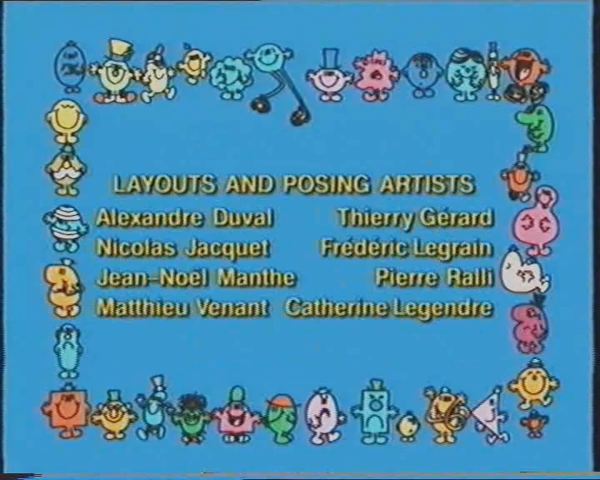 LAYOUTS AND POSING ARTISTS
Alexandre Duval Thierry Gérard
Nicolas Jacquet Frédéric Legrain
Jean-Noël Manthe Pierre Ralli
Matthieu Venant Catherine Legendre